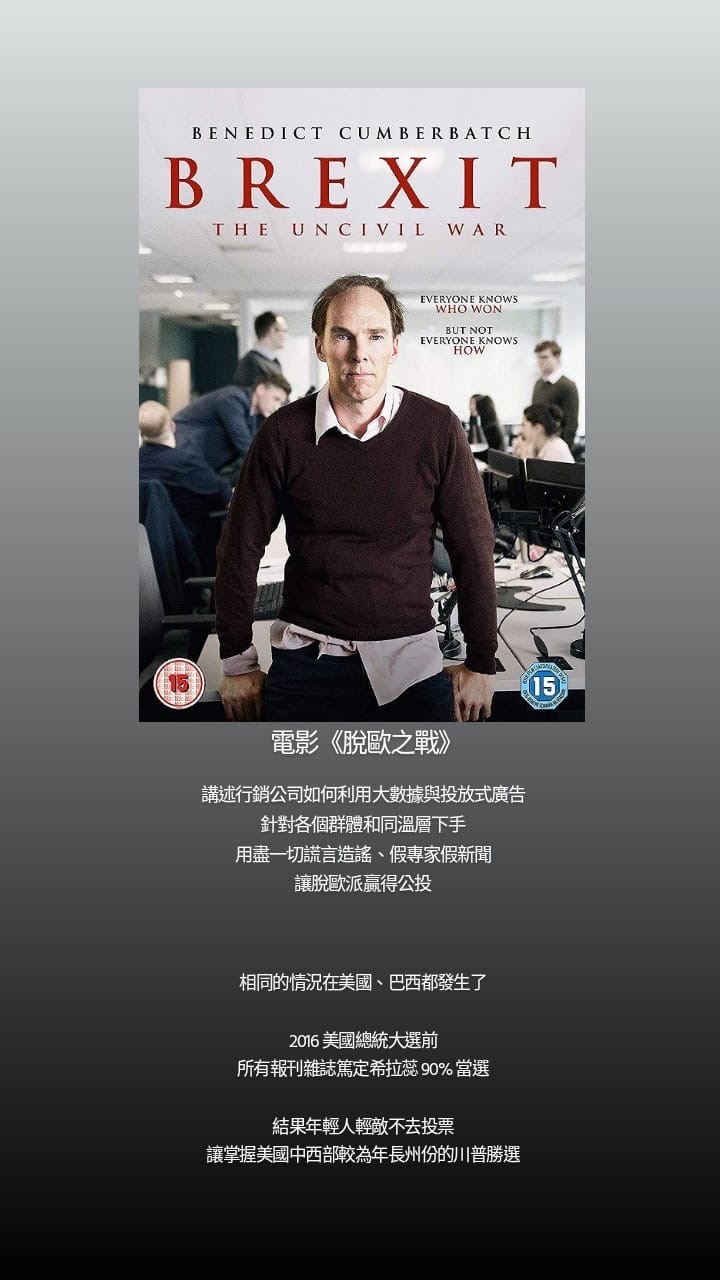 BENEDICT CUMBERBATCH
BREXIT
THE UNCIVIL WAR
EVERYONE KNOWS
WHO WON
BUT NOT
EVERYONE KNOWS
HOW
15
15
電影《脫歐之戰》
講述行銷公司如何利用大數據與投放式廣告
針對各個群體和同溫層下手
用盡一切謊言造謠、假專家假新聞
讓脫歐派贏得公投
相同的情況在美國、巴西都發生了
2016 美國總統大選前
所有報刊雜誌篤定希拉蕊 90% 當選
結果年輕人輕敵不去投票
讓掌握美國中西部較為年長州份的川普勝選